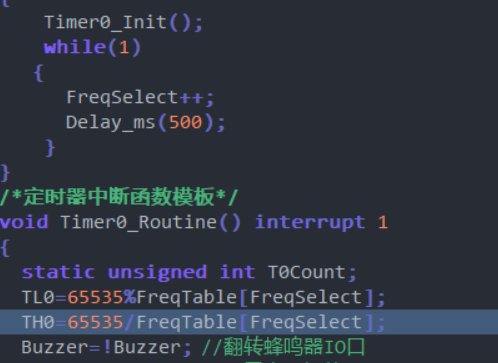 {
Timer0_Init();
while(1)
{
FreqSelect++;
Delay_ms(500);
}
}
/*定时器中断函数模板*/
void Timer0_Routine() interrupt 1
{
static unsigned int T0Count;
TL0=65535%FreqTable[FreqSelect];
TH0=65535/FreqTable[FreqSelect];
Buzzer=!Buzzer; //翻转蜂鸣器IO口